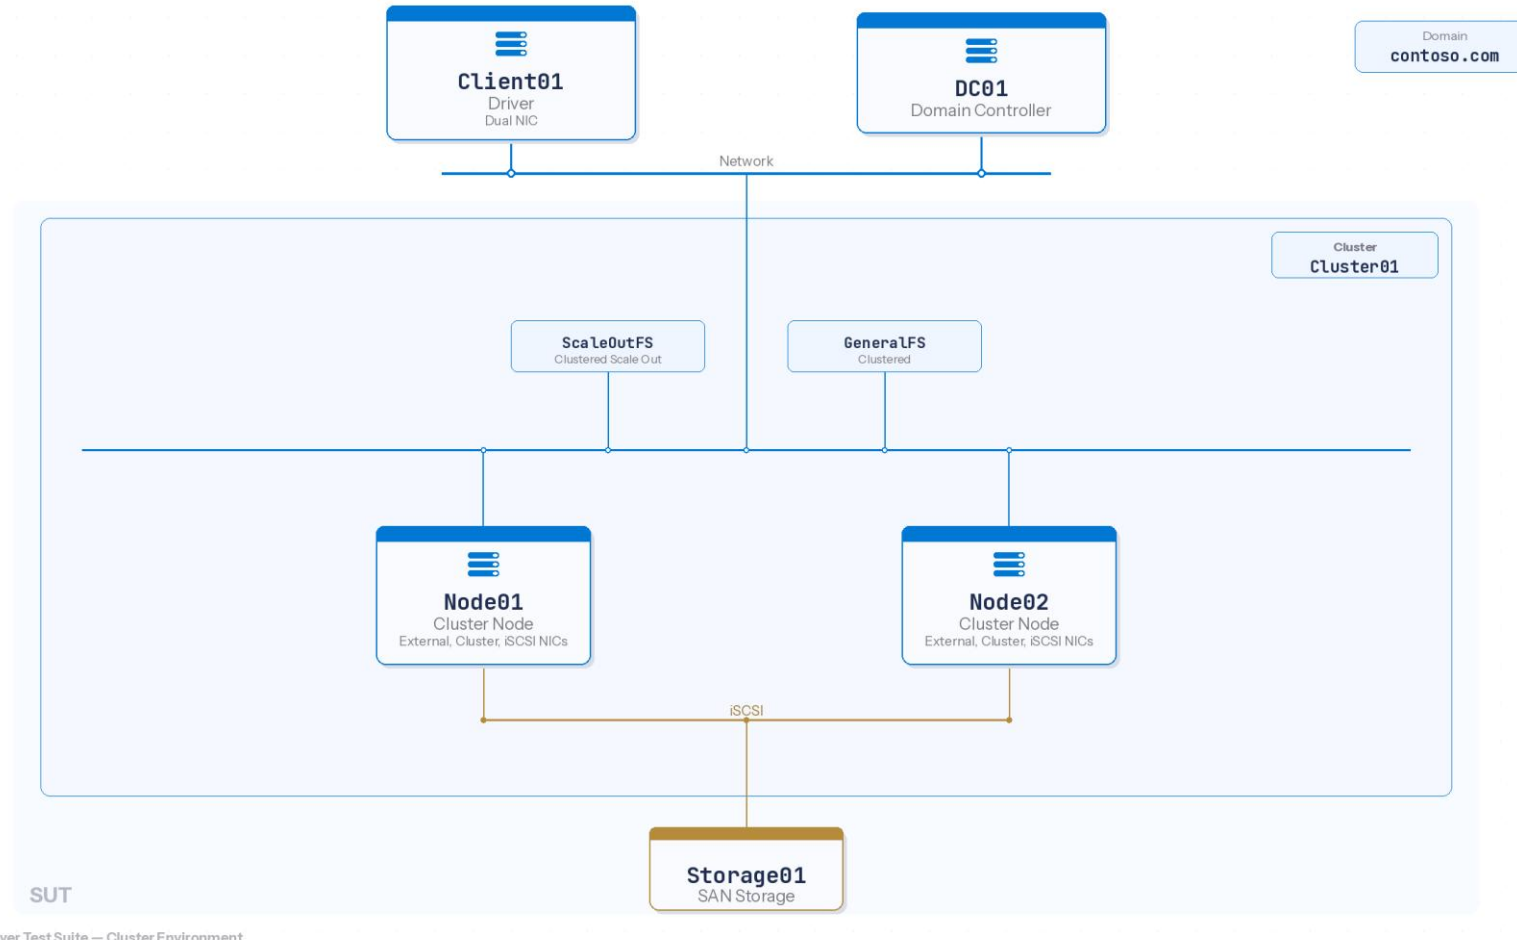 Client01
Driver
Dual NIC
DC01
Domain Controller
Domain
contoso.com
Network
Cluster
Cluster01
ScaleOutFS
Clustered Scale Out
GeneralFS
Clustered
Node01
Cluster Node
External, Cluster, iSCSI NICs
Node02
Cluster Node
External, Cluster, iSCSI NICs
iSCSI
Storage01
SAN Storage
SUT
Test Suite — Cluster Environment